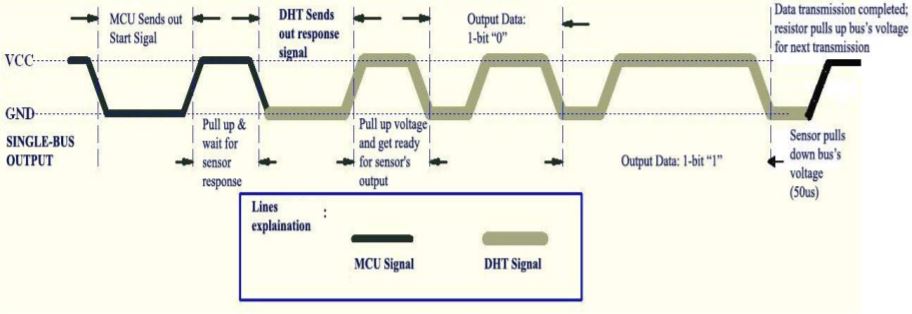 MCU Sends out
Start Sigal
DHT Sends
out response
signal
Output Data:
1-bit "0"
Data transmission completed;
resistor pulls up bus's voltage
for next transmission
VCC
GND
SINGLE-BUS
OUTPUT
Pull up &
wait for
sensor
response
Pull up voltage
and get ready
for sensor's
output
Output Data: 1-bit "1"
Sensor pulls
down bus's
voltage
(50us)
Lines :
explaination
MCU Signal
DHT Signal